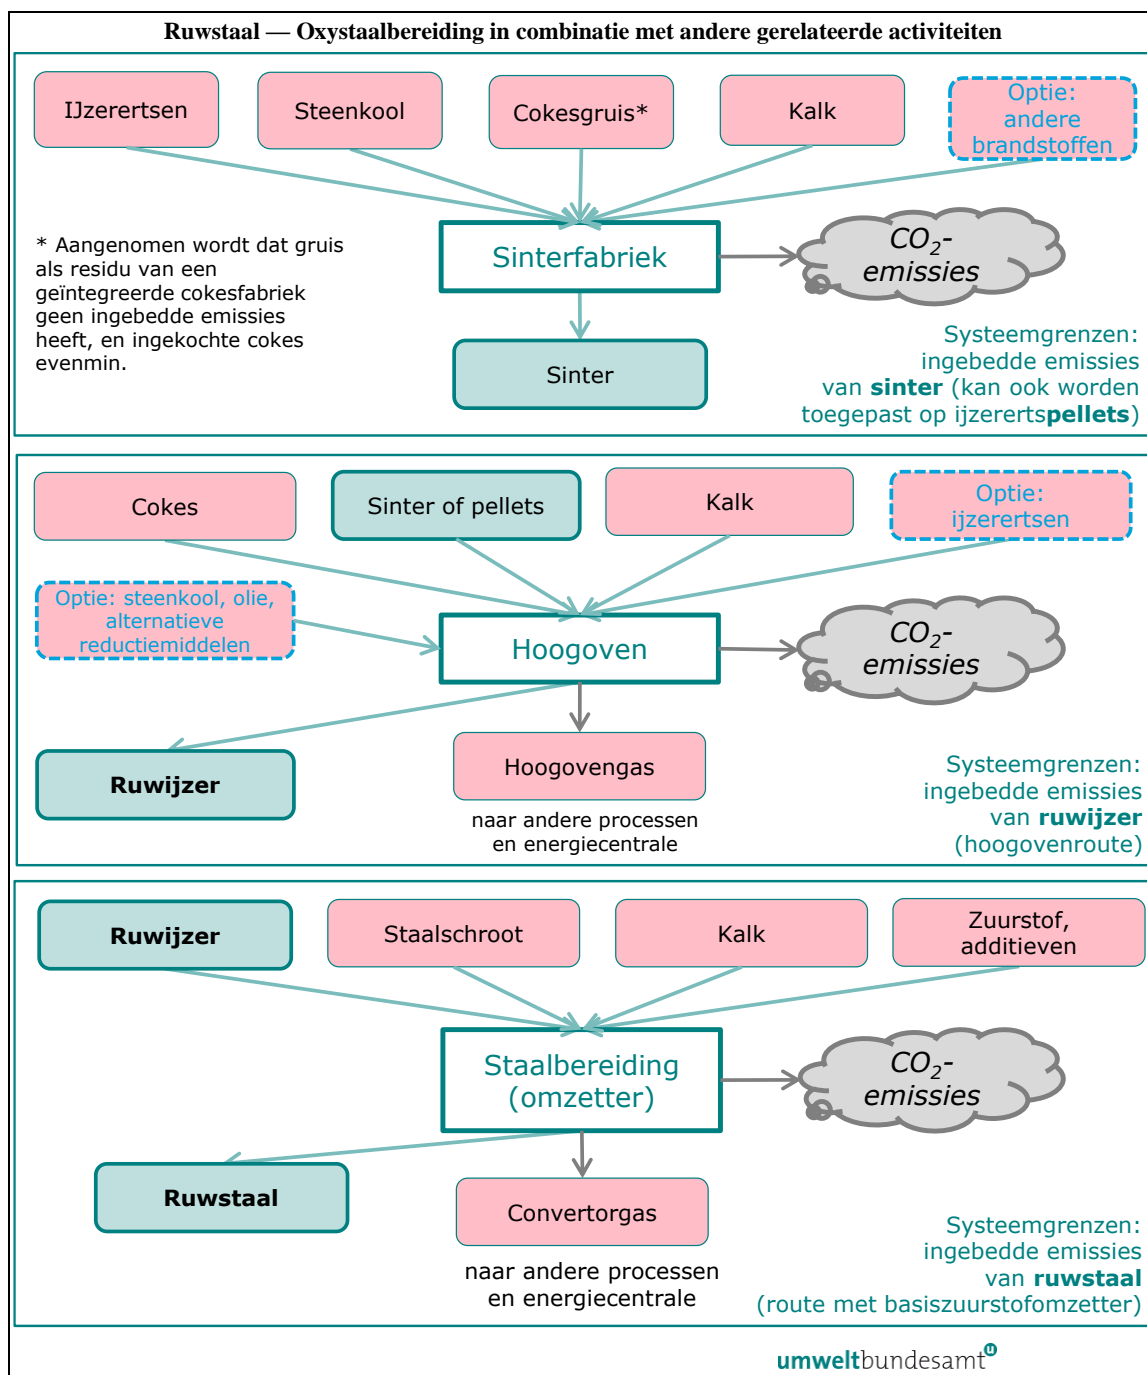 Ruwstaal — Oxystaalbereiding in combinatie met andere gerelateerde activiteiten
IJzerertsen
Steenkool
Cokesgruis*
Kalk
Optie:
andere
brandstoffen
* Aangenomen wordt dat gruis
als residu van een
geïntegreerde cokesfabriek
geen ingebedde emissies
heeft, en ingekochte cokes
evenmin.
Sinterfabriek
CO2-
emissies
Sinter
Systeemgrenzen:
ingebedde emissies
van sinter (kan ook worden
toegepast op ijzerertspellets)
Cokes
Sinter of pellets
Kalk
Optie:
ijzerertsen
Optie: steenkool, olie,
alternatieve
reductiemiddelen
Hoogoven
CO2-
emissies
Ruwijzer
Hoogovengas
naar andere processen
en energiecentrale
Systeemgrenzen:
ingebedde emissies
van ruwijzer
(hoogovenroute)
Ruwijzer
Staalschroot
Kalk
Zuurstof,
additieven
Staalbereiding
(omzetter)
CO2-
emissies
Ruwstaal
Convertorgas
naar andere processen
en energiecentrale
Systeemgrenzen:
ingebedde emissies
van ruwstaal
(route met basiszuurstofomzetter)
umweltbundesamt u